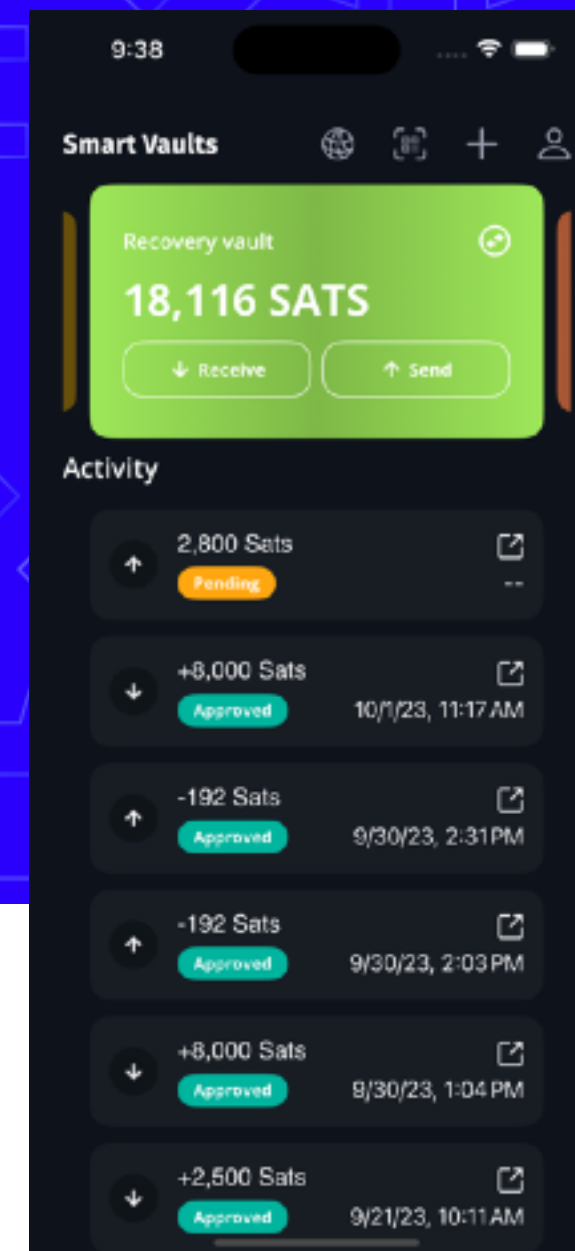 9:38
Smart Vaults
Recovery vault
18,116 SATS
Receive
Send
Activity
2,800 Sats
Pending
--
+8,000 Sats
Approved
10/1/23, 11:17 AM
-192 Sats
Approved
9/30/23, 2:31 PM
-192 Sats
Approved
9/30/23, 2:03 PM
+8,000 Sats
Approved
9/30/23, 1:04 PM
+2,500 Sats
Approved
9/21/23, 10:11 AM